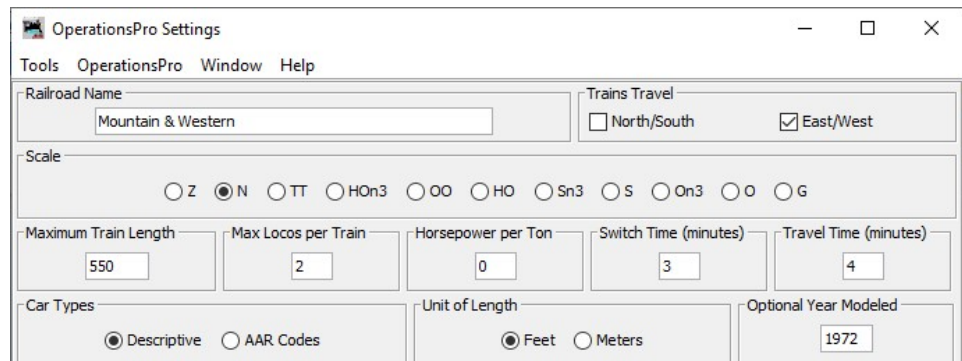 OperationsPro Settings
Tools OperationsPro Window Help
Railroad Name Trains Travel
Mountain & Western North/South East/West
Scale
Z N TT HOn3 OO HO Sn3 S On3 O G
Maximum Train Length Max Locos per Train Horsepower per Ton Switch Time (minutes) Travel Time (minutes)
550 2 0 3 4
Car Types Unit of Length Optional Year Modeled
Descriptive AAR Codes Feet Meters 1972